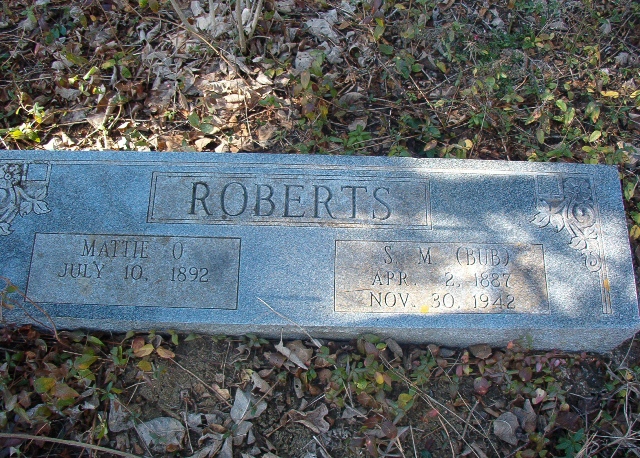 ROBERTS
MATTIE O.
JULY 10, 1892
S. M. (BUB)
APR. 2, 1887
NOV. 30, 1942